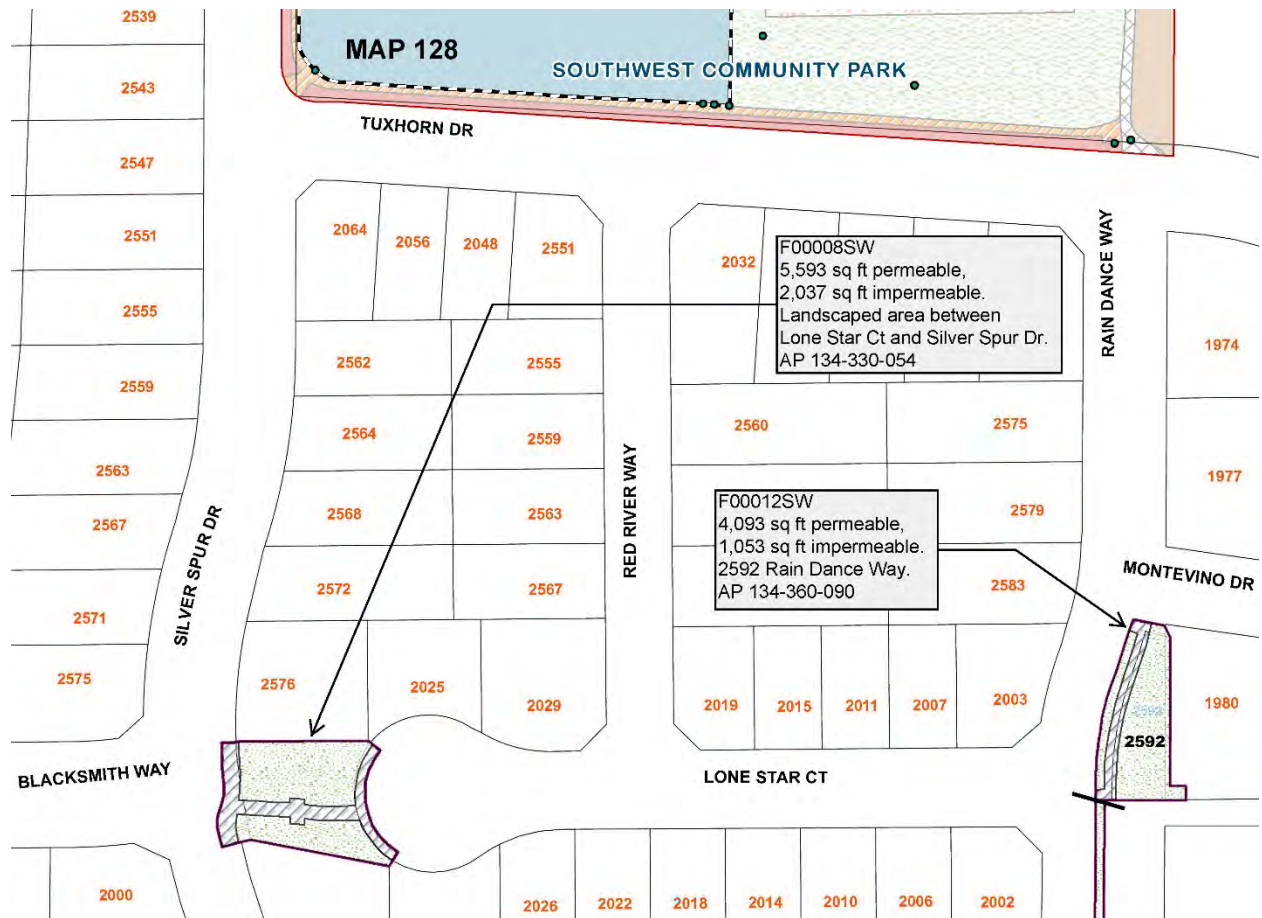 2539
MAP 128
SOUTHWEST COMMUNITY PARK
2543
TUXHORN DR
2547
2551
2555
2559
2563
2567
2571
2575
SILVER SPUR DR
2064
2056
2048
2551
2562
2555
2564
2559
2568
2563
2572
2567
2576
2025
2029
RED RIVER WAY
2032
F00008SW
5,593 sq ft permeable,
2,037 sq ft impermeable.
Landscaped area between
Lone Star Ct and Silver Spur Dr.
AP 134-330-054
RAIN DANCE WAY
1974
2560
2575
1977
2579
F00012SW
4,093 sq ft permeable,
1,053 sq ft impermeable.
2592 Rain Dance Way.
AP 134-360-090
2583
MONTEVINO DR
2019
2015
2011
2007
2003
2592
2592
1980
BLACKSMITH WAY
LONE STAR CT
2000
2026
2022
2018
2014
2010
2006
2002